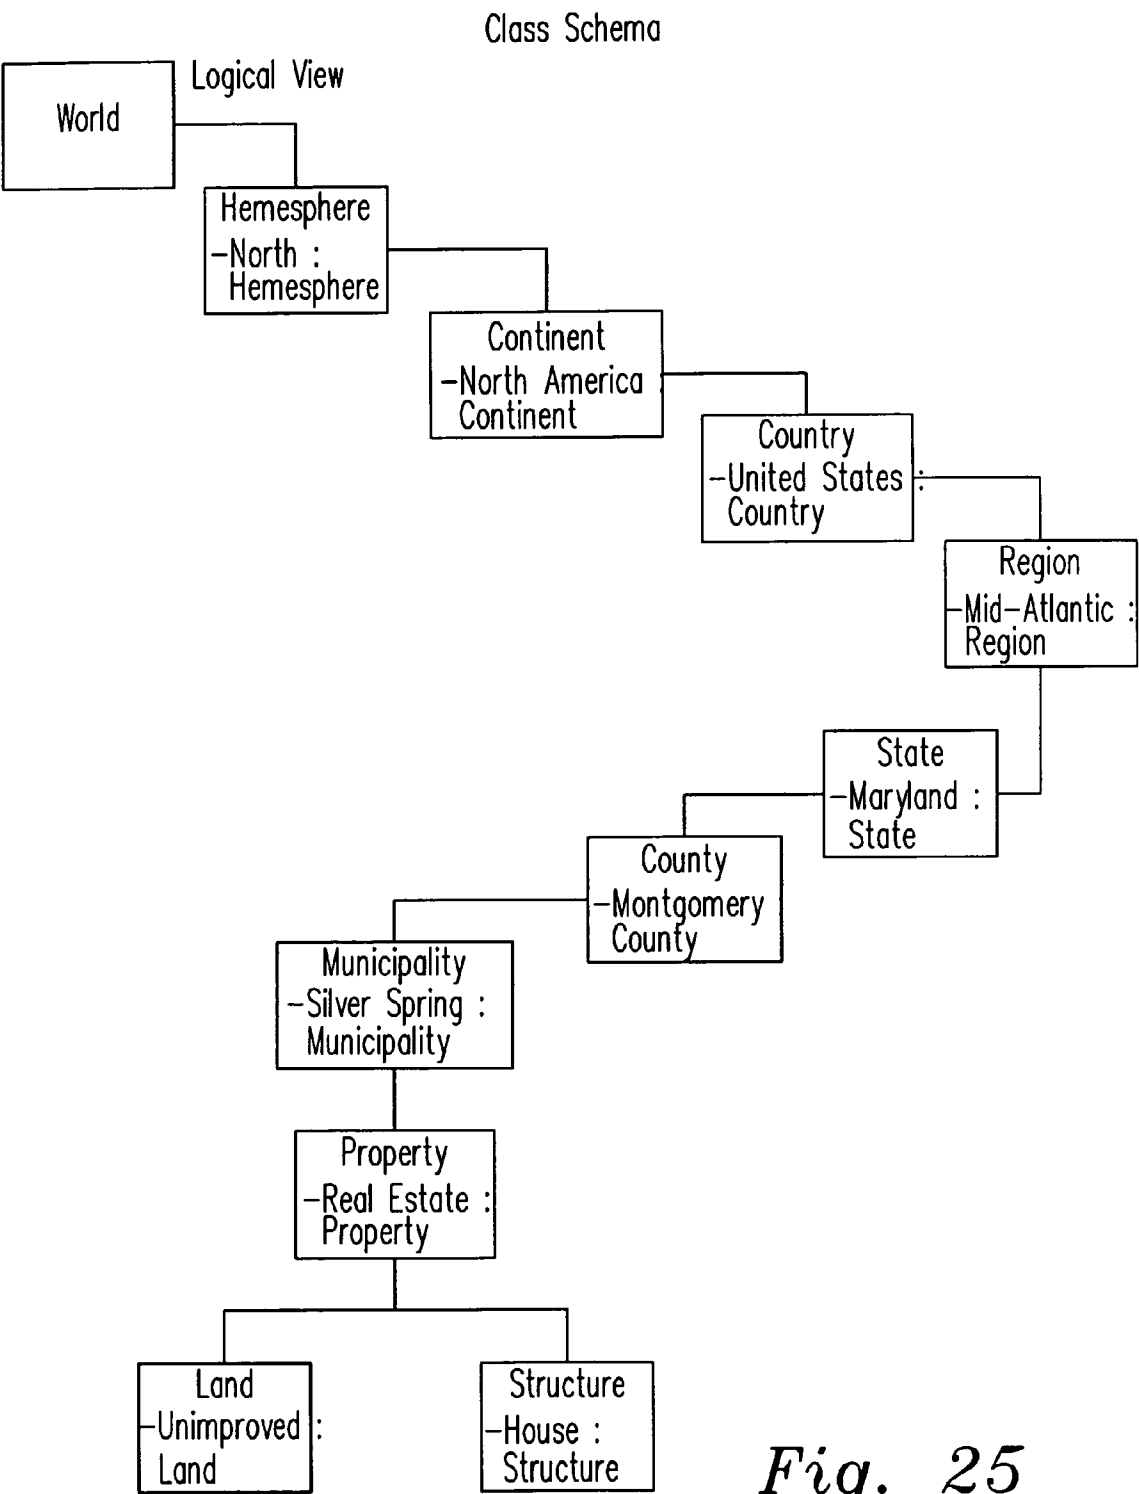 Class Schema
Logical View
World
Hemesphere
-North :
Hemesphere
Continent
-North America
Continent
Country
-United States :
Country
Region
-Mid-Atlantic :
Region
State
-Maryland :
State
County
-Montgomery
County
Municipality
-Silver Spring :
Municipality
Property
-Real Estate :
Property
Land
-Unimproved :
Land
Structure
-House :
Structure
Fig. 25